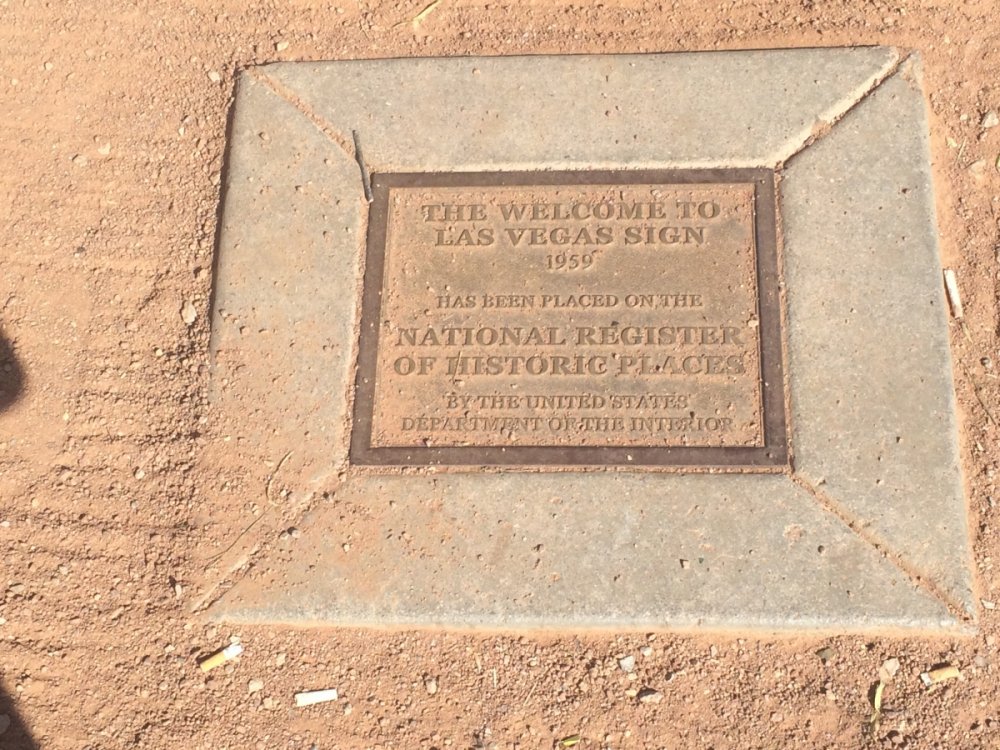 THE WELCOME TO
LAS VEGAS SIGN
1959
HAS BEEN PLACED ON THE
NATIONAL REGISTER
OF HISTORIC PLACES
BY THE UNITED STATES
DEPARTMENT OF THE INTERIOR